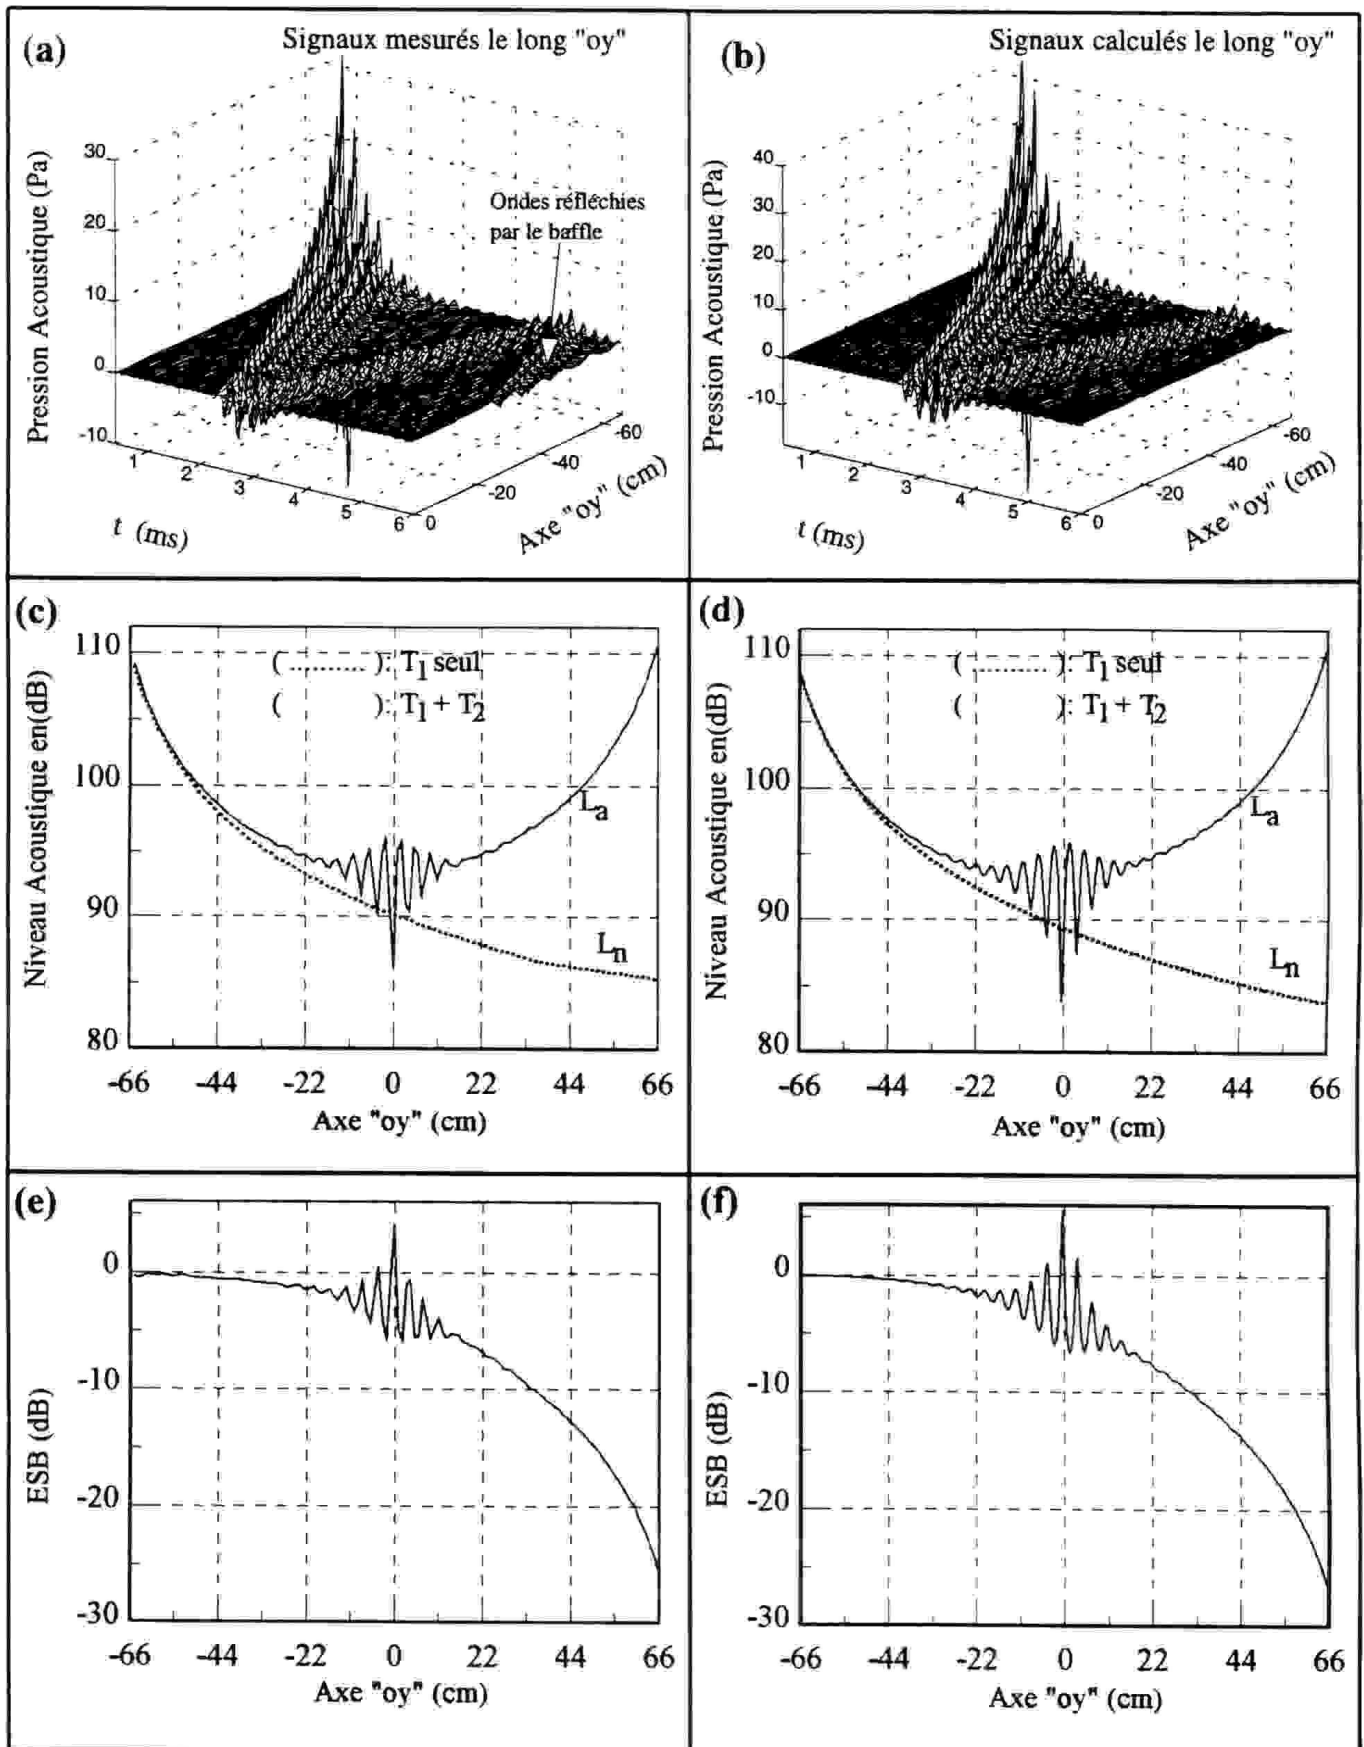 (a)
Signaux mesurés le long "oy"
Pression Acoustique (Pa)
30
20
10
0
-10
Ondes réfléchies
par le baffle
1
2
3
4
5
6
t (ms)
0
-20
-40
-60
Axe "oy" (cm)
(b)
Signaux calculés le long "oy"
Pression Acoustique (Pa)
40
30
20
10
0
-10
1
2
3
4
5
6
t (ms)
0
-20
-40
-60
Axe "oy" (cm)
(c)
Niveau Acoustique en(dB)
110
100
90
80
( .............. ): T1 seul
( ): T1 + T2
La
Ln
-66 -44 -22 0 22 44 66
Axe "oy" (cm)
(d)
Niveau Acoustique en(dB)
110
100
90
80
( .............. ): T1 seul
( ): T1 + T2
La
Ln
-66 -44 -22 0 22 44 66
Axe "oy" (cm)
(e)
ESB (dB)
0
-10
-20
-30
-66 -44 -22 0 22 44 66
Axe "oy" (cm)
(f)
ESB (dB)
0
-10
-20
-30
-66 -44 -22 0 22 44 66
Axe "oy" (cm)